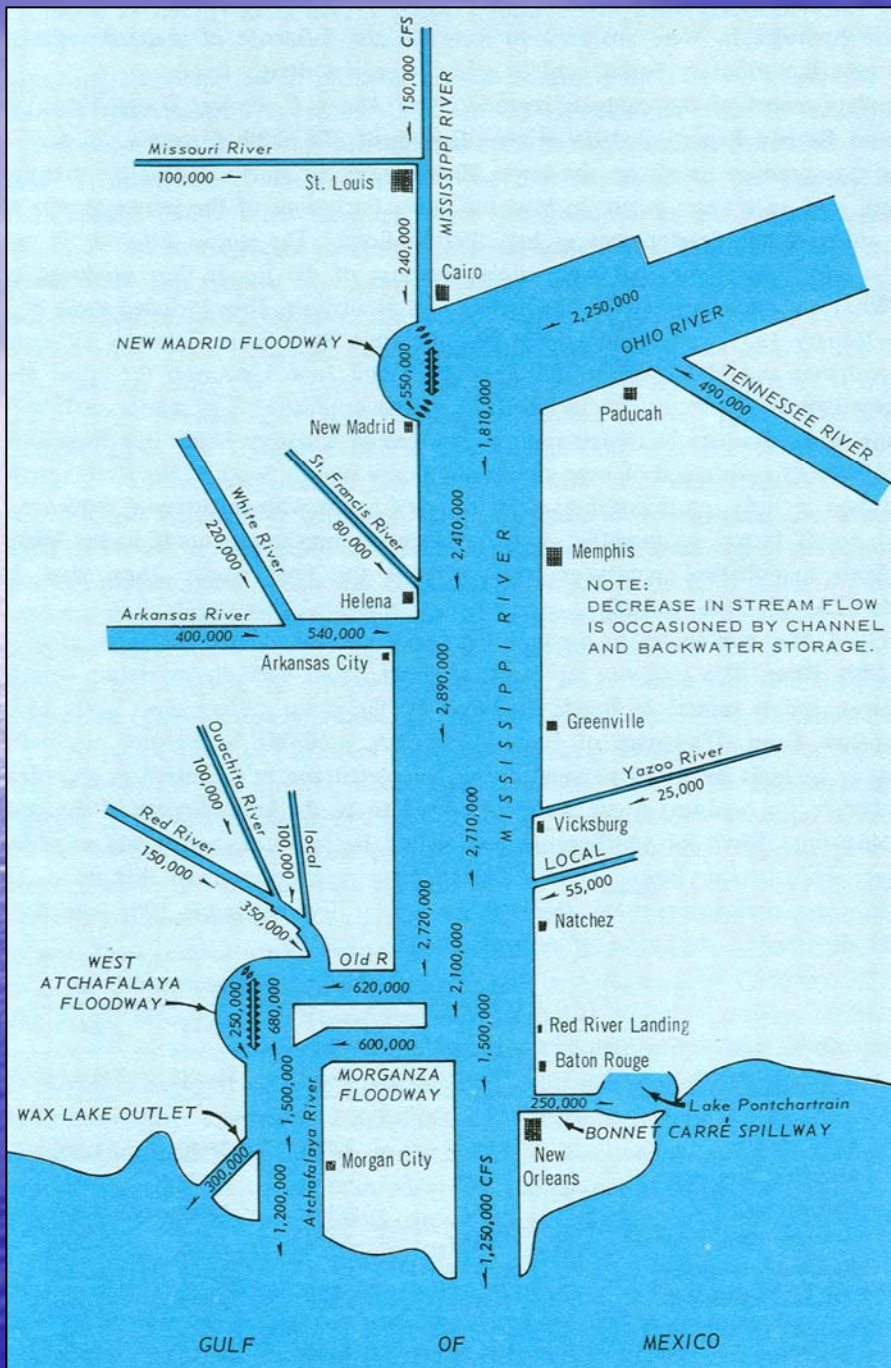 150,000 CFS
MISSISSIPPI RIVER
Missouri River
100,000
St. Louis
240,000
Cairo
2,250,000
OHIO RIVER
NEW MADRID FLOODWAY
550,000
1,810,000
Paducah
TENNESSEE RIVER
490,000
New Madrid
St. Francis River
80,000
White River
220,000
2,410,000
MISSISSIPPI RIVER
Memphis
NOTE:
DECREASE IN STREAM FLOW
IS OCCASIONED BY CHANNEL
AND BACKWATER STORAGE.
Helena
Arkansas River
400,000
540,000
Arkansas City
2,890,000
Greenville
Ouachita River
100,000
Yazoo River
25,000
Red River
150,000
local
100,000
2,710,000
Vicksburg
LOCAL
55,000
350,000
Natchez
Old R
2,720,000
2,100,000
WEST
ATCHAFALAYA
FLOODWAY
620,000
250,000
680,000
Red River Landing
600,000
1,500,000
Baton Rouge
MORGANZA
FLOODWAY
1,500,000
Atchafalaya River
250,000
Lake Pontchartrain
BONNET CARRÉ SPILLWAY
WAX LAKE OUTLET
New
Orleans
Morgan City
300,000
1,200,000
1,250,000 CFS
GULF OF MEXICO